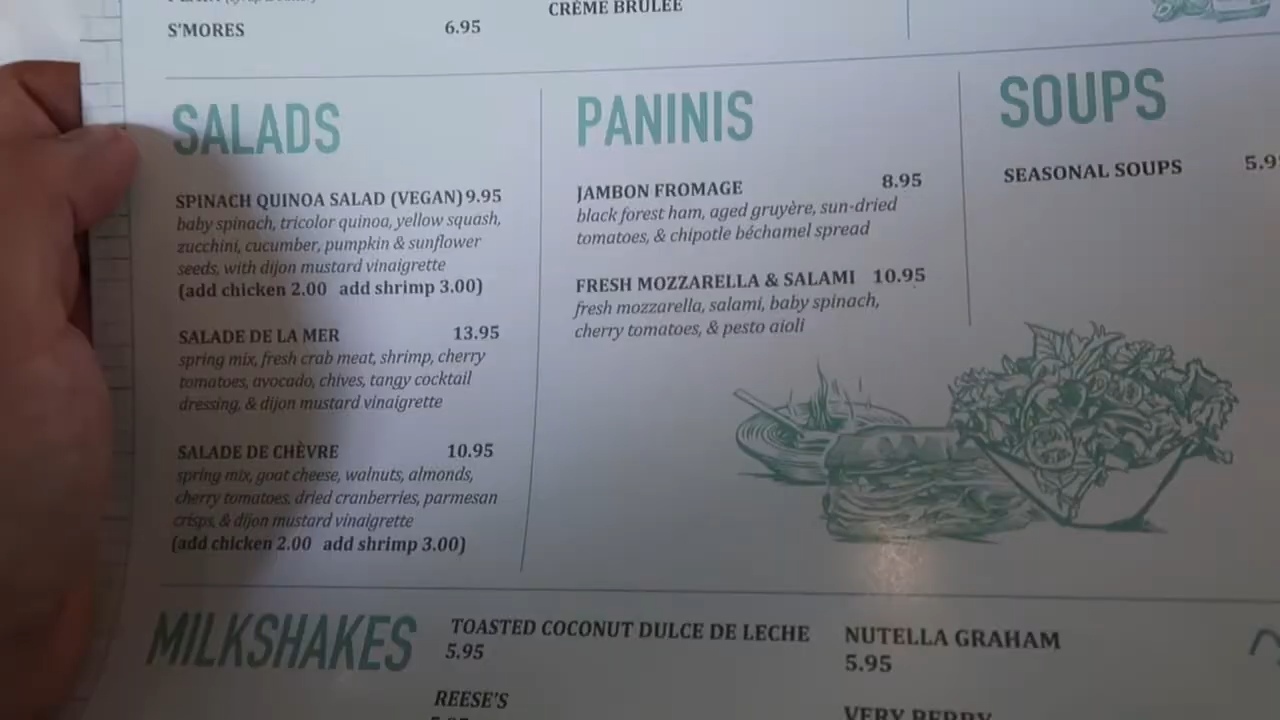 S'MORES 6.95
CRÈME BRULEE
SALADS
SPINACH QUINOA SALAD (VEGAN) 9.95
baby spinach, tricolor quinoa, yellow squash,
zucchini, cucumber, pumpkin & sunflower
seeds, with dijon mustard vinaigrette
(add chicken 2.00 add shrimp 3.00)
SALADE DE LA MER 13.95
spring mix, fresh crab meat, shrimp, cherry
tomatoes, avocado, chives, tangy cocktail
dressing, & dijon mustard vinaigrette
SALADE DE CHÈVRE 10.95
spring mix, goat cheese, walnuts, almonds,
cherry tomatoes, dried cranberries, parmesan
crisps, & dijon mustard vinaigrette
(add chicken 2.00 add shrimp 3.00)
PANINIS
JAMBON FROMAGE 8.95
black forest ham, aged gruyère, sun-dried
tomatoes, & chipotle béchamel spread
FRESH MOZZARELLA & SALAMI 10.95
fresh mozzarella, salami, baby spinach,
cherry tomatoes, & pesto aioli
SOUPS
SEASONAL SOUPS
MILKSHAKES
TOASTED COCONUT DULCE DE LECHE
5.95
REESE'S
NUTELLA GRAHAM
5.95
VERY BERRY